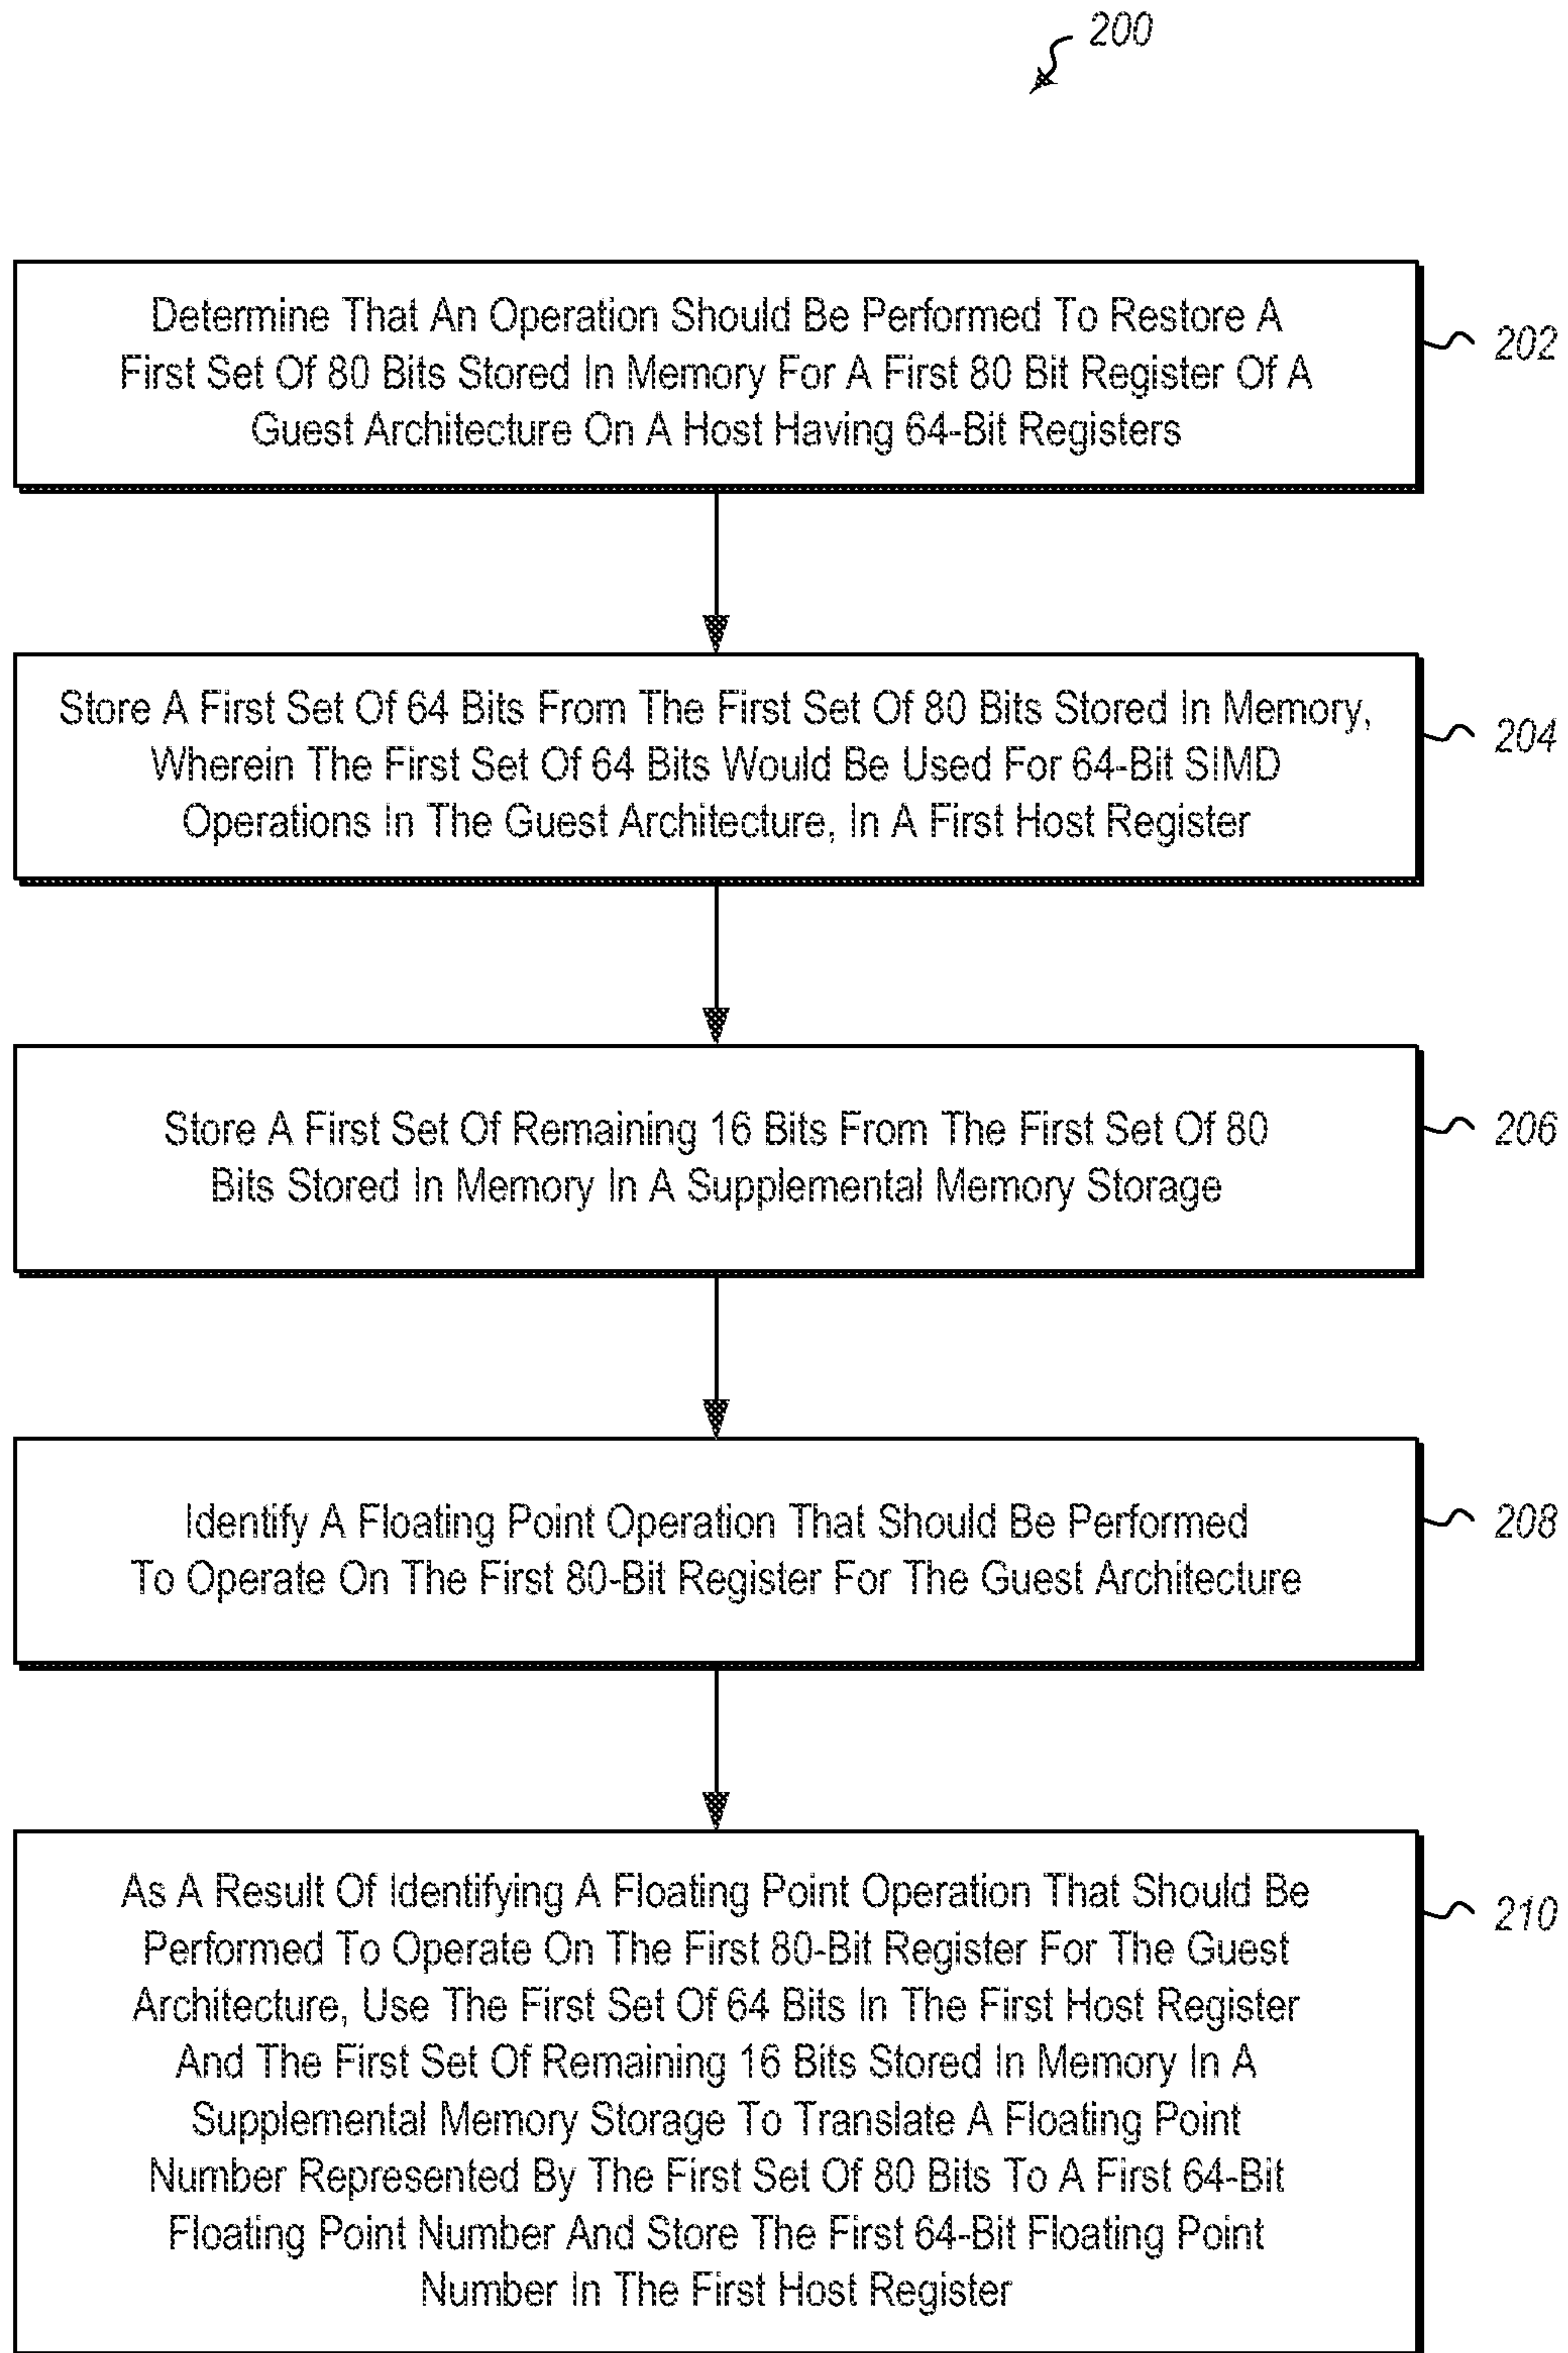 200
Determine That An Operation Should Be Performed To Restore A
First Set Of 80 Bits Stored In Memory For A First 80 Bit Register Of A
Guest Architecture On A Host Having 64-Bit Registers
202
Store A First Set Of 64 Bits From The First Set Of 80 Bits Stored In Memory,
Wherein The First Set Of 64 Bits Would Be Used For 64-Bit SIMD
Operations In The Guest Architecture, In A First Host Register
204
Store A First Set Of Remaining 16 Bits From The First Set Of 80
Bits Stored In Memory In A Supplemental Memory Storage
206
Identify A Floating Point Operation That Should Be Performed
To Operate On The First 80-Bit Register For The Guest Architecture
208
As A Result Of Identifying A Floating Point Operation That Should Be
Performed To Operate On The First 80-Bit Register For The Guest
Architecture, Use The First Set Of 64 Bits In The First Host Register
And The First Set Of Remaining 16 Bits Stored In Memory In A
Supplemental Memory Storage To Translate A Floating Point
Number Represented By The First Set Of 80 Bits To A First 64-Bit
Floating Point Number And Store The First 64-Bit Floating Point
Number In The First Host Register
210